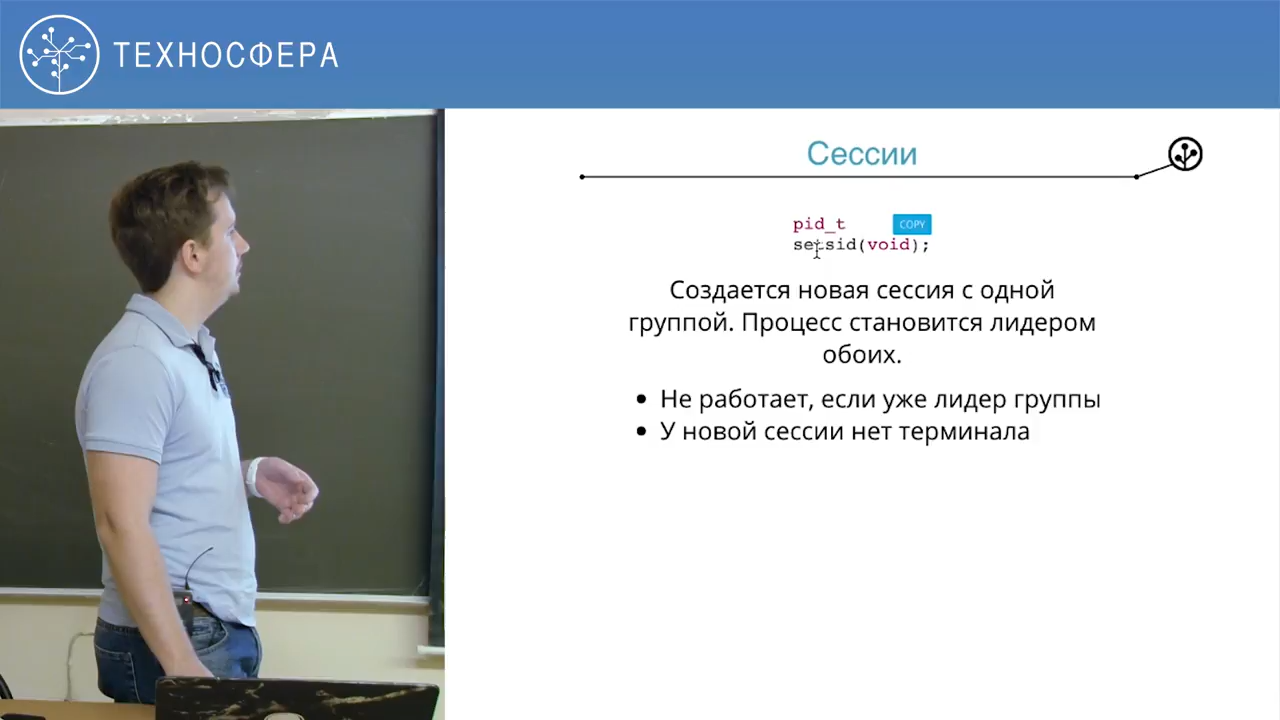 ТЕХНОСФЕРА
Сессии
pid_t
COPY
setsid(void);
Создается новая сессия с одной
группой. Процесс становится лидером
обоих.
• Не работает, если уже лидер группы
• У новой сессии нет терминала